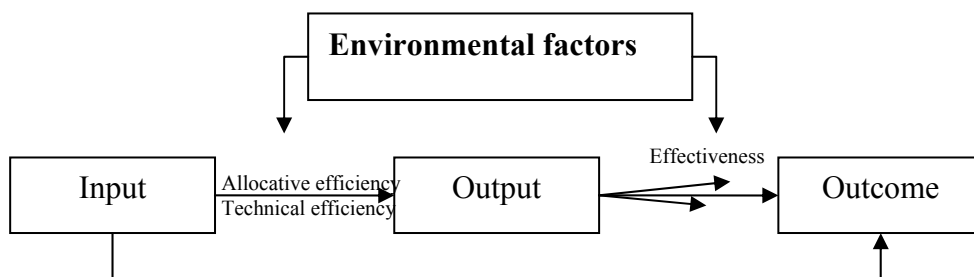 Environmental factors
Effectiveness
Input
Allocative efficiency
Technical efficiency
Output
Outcome